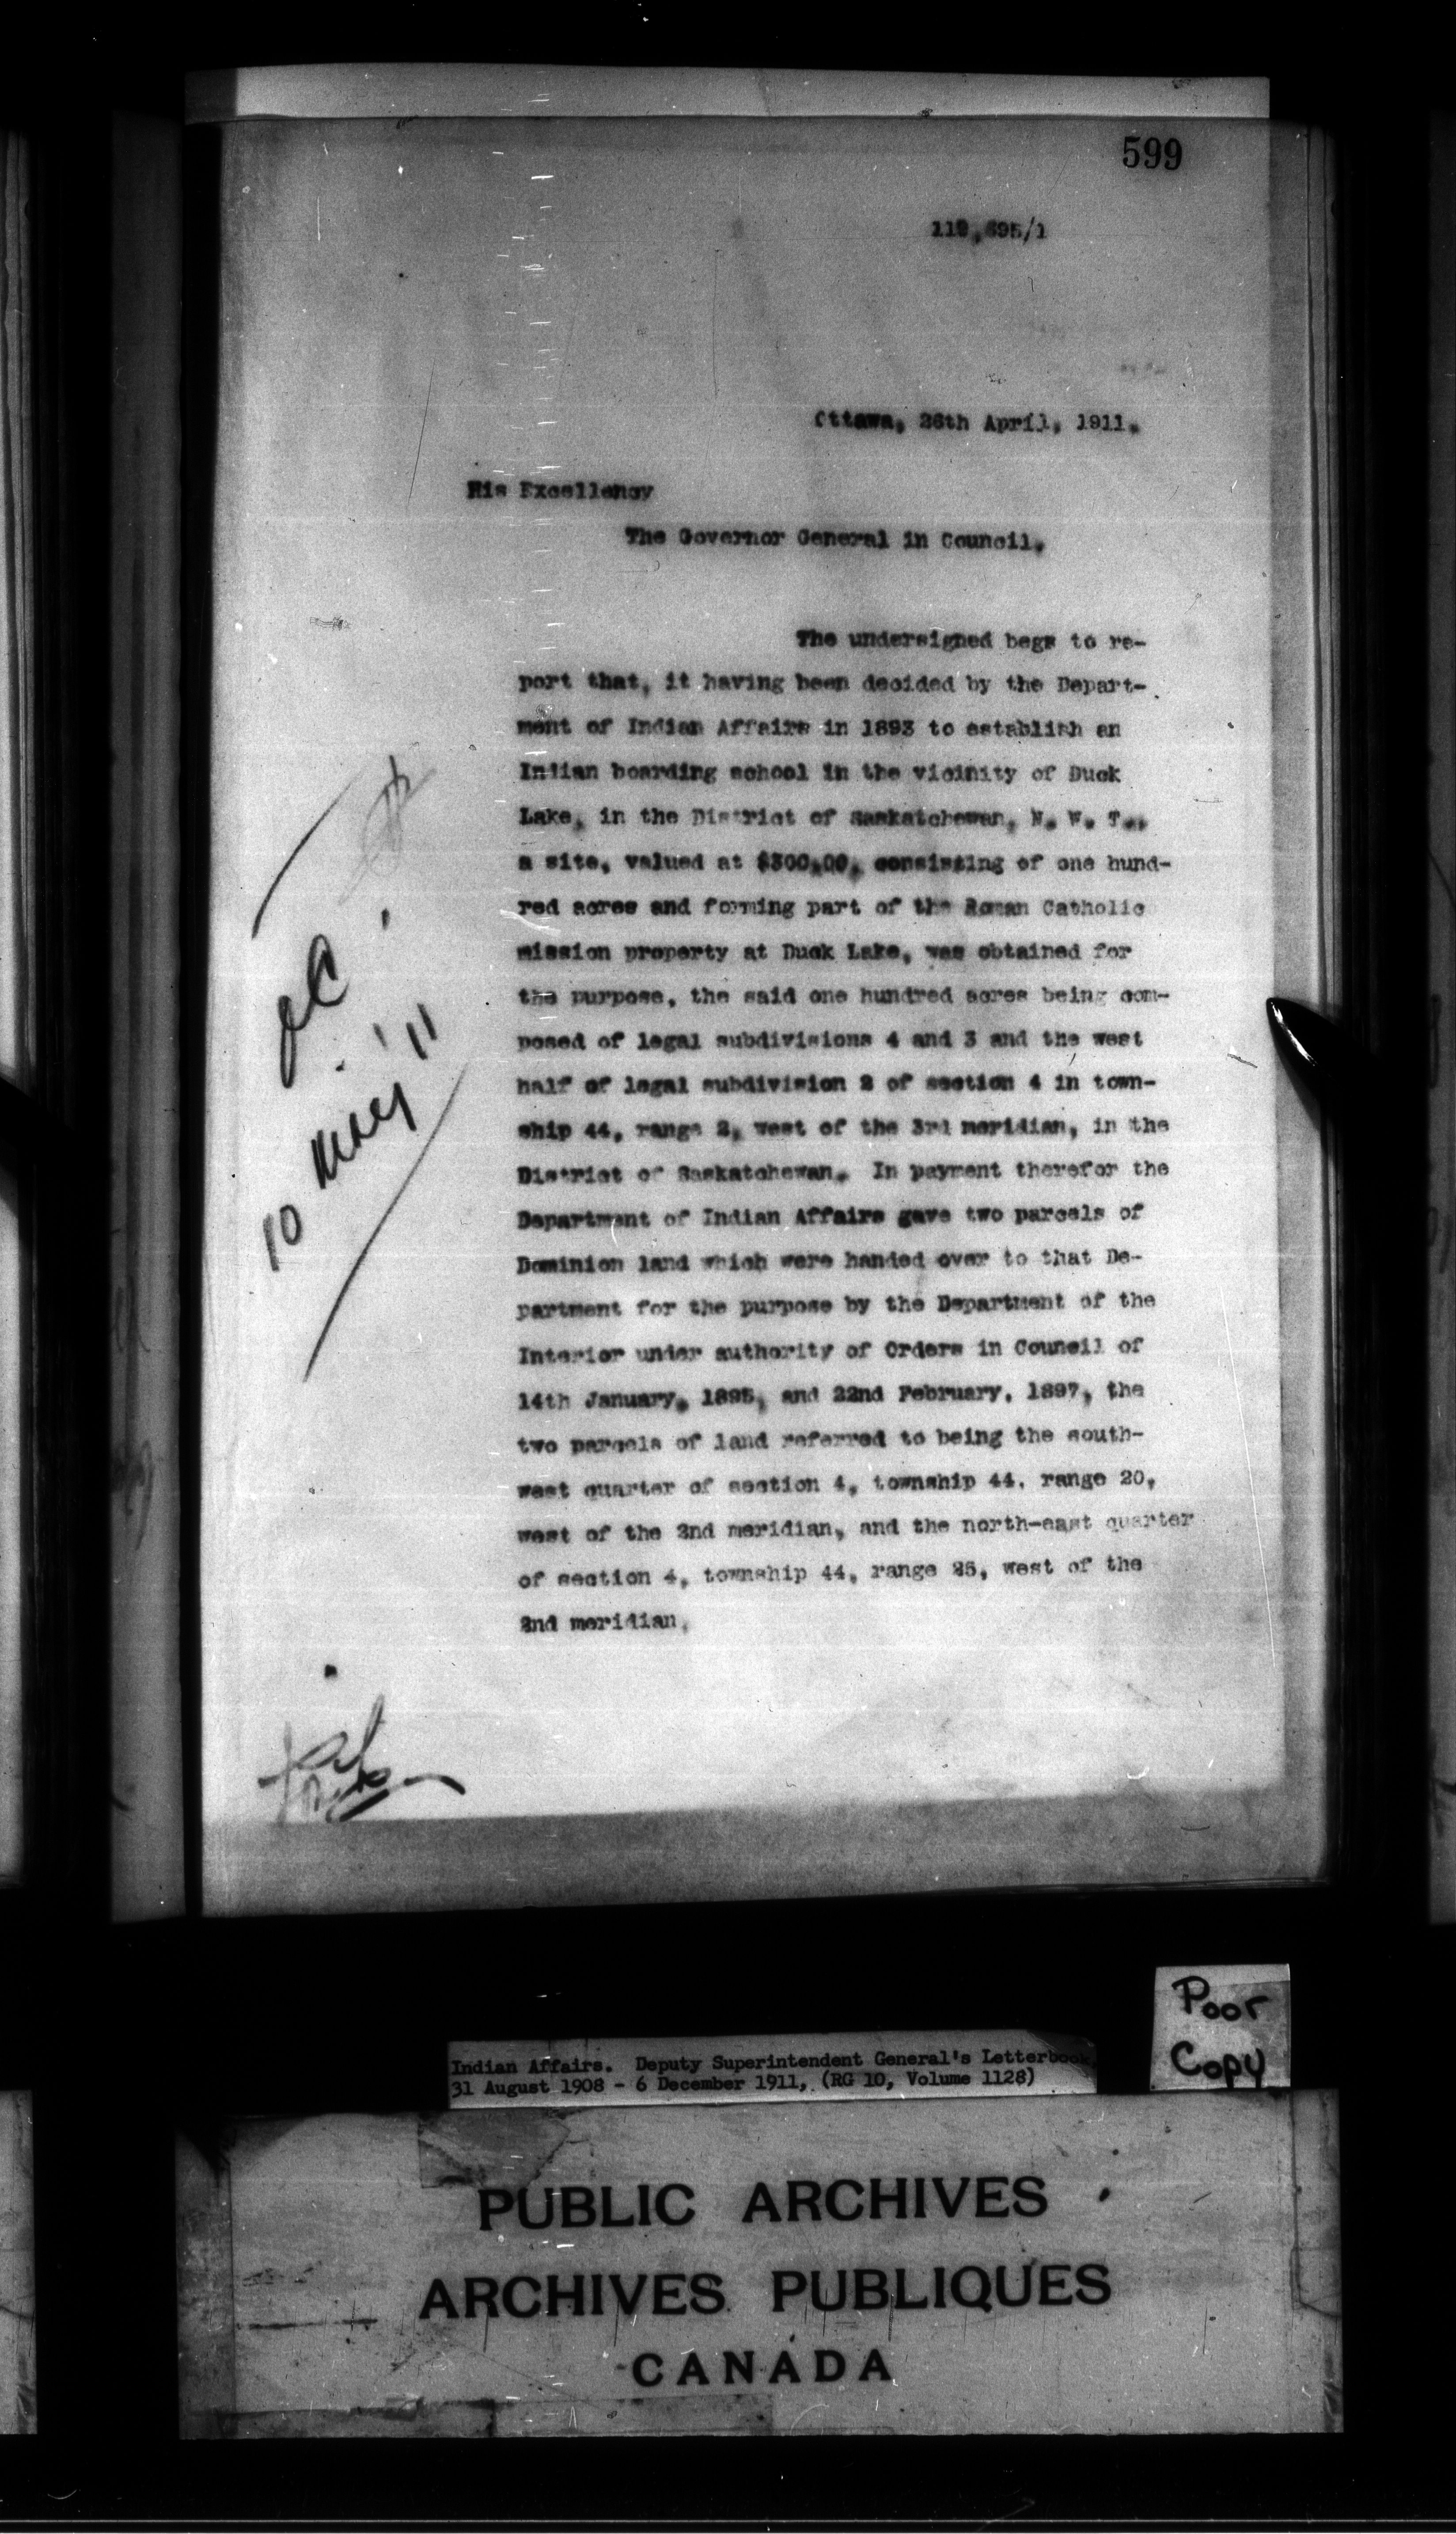 599
Ottawa, 26th April, 1911.
His Excellency
The Governor General in Council.
The undersigned begs to re-
port that, it having been decided by the Depart-
ment of Indian Affairs in 1893 to establish an
Indian boarding school in the vicinity of Duck
Lake, in the District of Saskatchewan, N. W. T.,
a site, valued at $300.00, consisting of one hund-
red acres and forming part of the Roman Catholic
mission property at Duck Lake, was obtained for
the purpose, the said one hundred acres being com-
posed of legal subdivisions 4 and 3 and the west
half of legal subdivision 2 of section 4 in town-
ship 44, range 2, west of the 3rd meridian, in the
District of Saskatchewan. In payment therefor the
Department of Indian Affairs gave two parcels of
Dominion land which were handed over to that De-
partment for the purpose by the Department of the
Interior under authority of Orders in Council of
14th January, 1895, and 22nd February, 1897, the
two parcels of land referred to being the south-
west quarter of section 4, township 44, range 20,
west of the 2nd meridian, and the north-east quarter
of section 4, township 44, range 25, west of the
2nd meridian.
10 May '11
Poor
Copy
Indian Affairs. Deputy Superintendent General's Letterbook,
31 August 1908 - 6 December 1911, (RG 10, Volume 1128)
PUBLIC ARCHIVES
ARCHIVES PUBLIQUES
CANADA